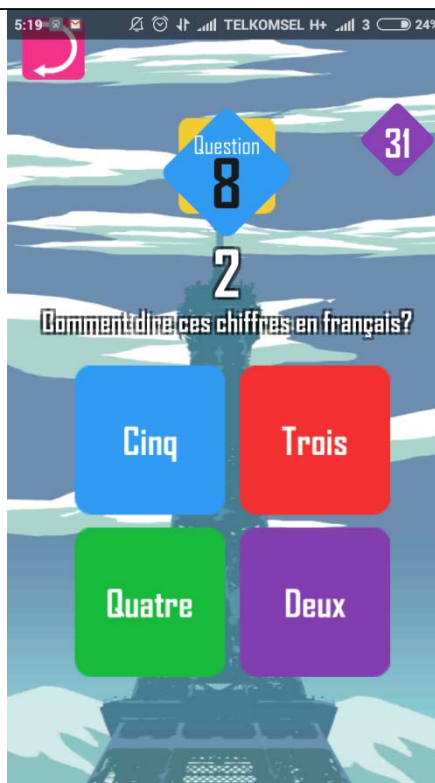 5:19 TELKOMSEL H+ 3 24%
Question
8
31
2
Comment dire ces chiffres en français?
Cinq
Trois
Quatre
Deux